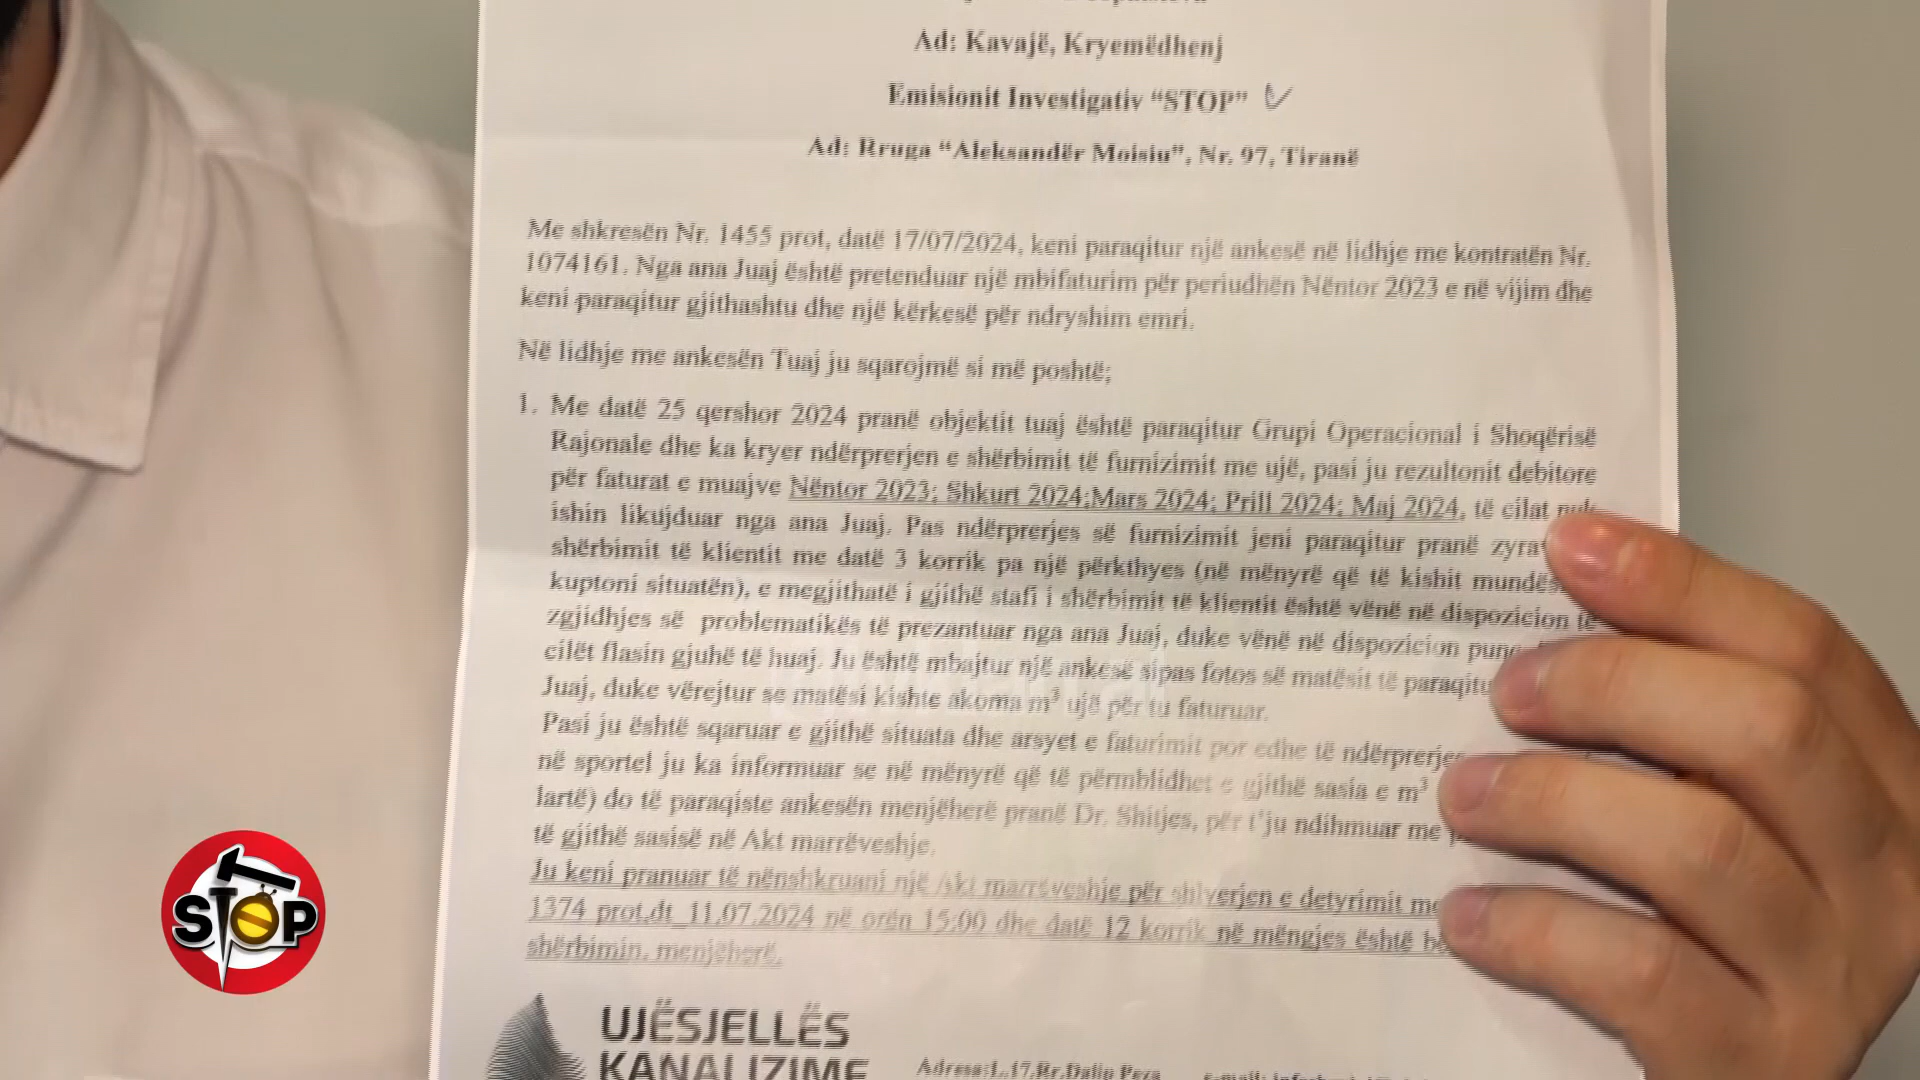 Ad: Kavajë, Kryemëdhenj
Emisionit Investigativ “STOP”
Ad: Rruga “Aleksandër Moisiu”, Nr. 97, Tiranë
Me shkresën Nr. 1455 prot, datë 17/07/2024, keni paraqitur një ankesë në lidhje me kontratën Nr.
1074161. Nga ana Juaj është pretenduar një mbifaturim për periudhën Nëntor 2023 e në vijim dhe
keni paraqitur gjithashtu dhe një kërkesë për ndryshim emri.
Në lidhje me ankesën Tuaj ju sqarojmë si më poshtë;
1. Me datë 25 qershor 2024 pranë objektit tuaj është paraqitur Grupi Operacional i Shoqërisë
Rajonale dhe ka kryer ndërprerjen e shërbimit të furnizimit me ujë, pasi ju rezultonit debitore
për faturat e muajve Nëntor 2023; Shkurt 2024;Mars 2024; Prill 2024; Maj 2024, të cilat nuk
ishin likujduar nga ana Juaj. Pas ndërprerjes së furnizimit jeni paraqitur pranë
shërbimit të klientit me datë 3 korrik pa një përkthyes (në mënyrë që të kishit
kuptoni situatën), e megjithatë i gjithë stafi i shërbimit të klientit është vënë në dispozicion të
zgjidhjes së problematikës të prezantuar nga ana Juaj, duke vënë në dispozicion
cilët flasin gjuhë të huaj. Ju është mbajtur një ankesë sipas fotos së matësit të
Juaj, duke vërejtur se matësi kishte akoma m³ ujë për tu faturuar.
Pasi ju është sqaruar e gjithë situata dhe arsyet e faturimit por edhe të
në sportel ju ka informuar se në mënyrë që të përmblidhet e gjithë sasia e m³
lartë) do të paraqiste ankesën menjëherë pranë Dr. Shitjes, për t’ju ndihmuar me
të gjithë sasisë në Akt marrëveshje.
Ju keni pranuar të nënshkruani një Akt marrëveshje për shlyerjen e detyrimit me
1374 prot.dt 11.07.2024 në orën 15:00 dhe datë 12 korrik në mëngjes është
shërbimin, menjëherë.
STOP
UJËSJELLËS
KANALIZIME